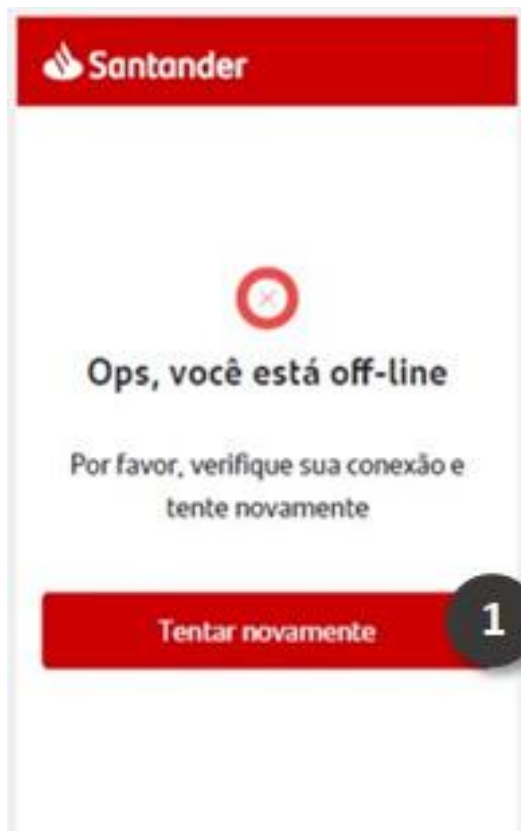 Santander
Ops, você está off-line
Por favor, verifique sua conexão e
tente novamente
Tentar novamente
1